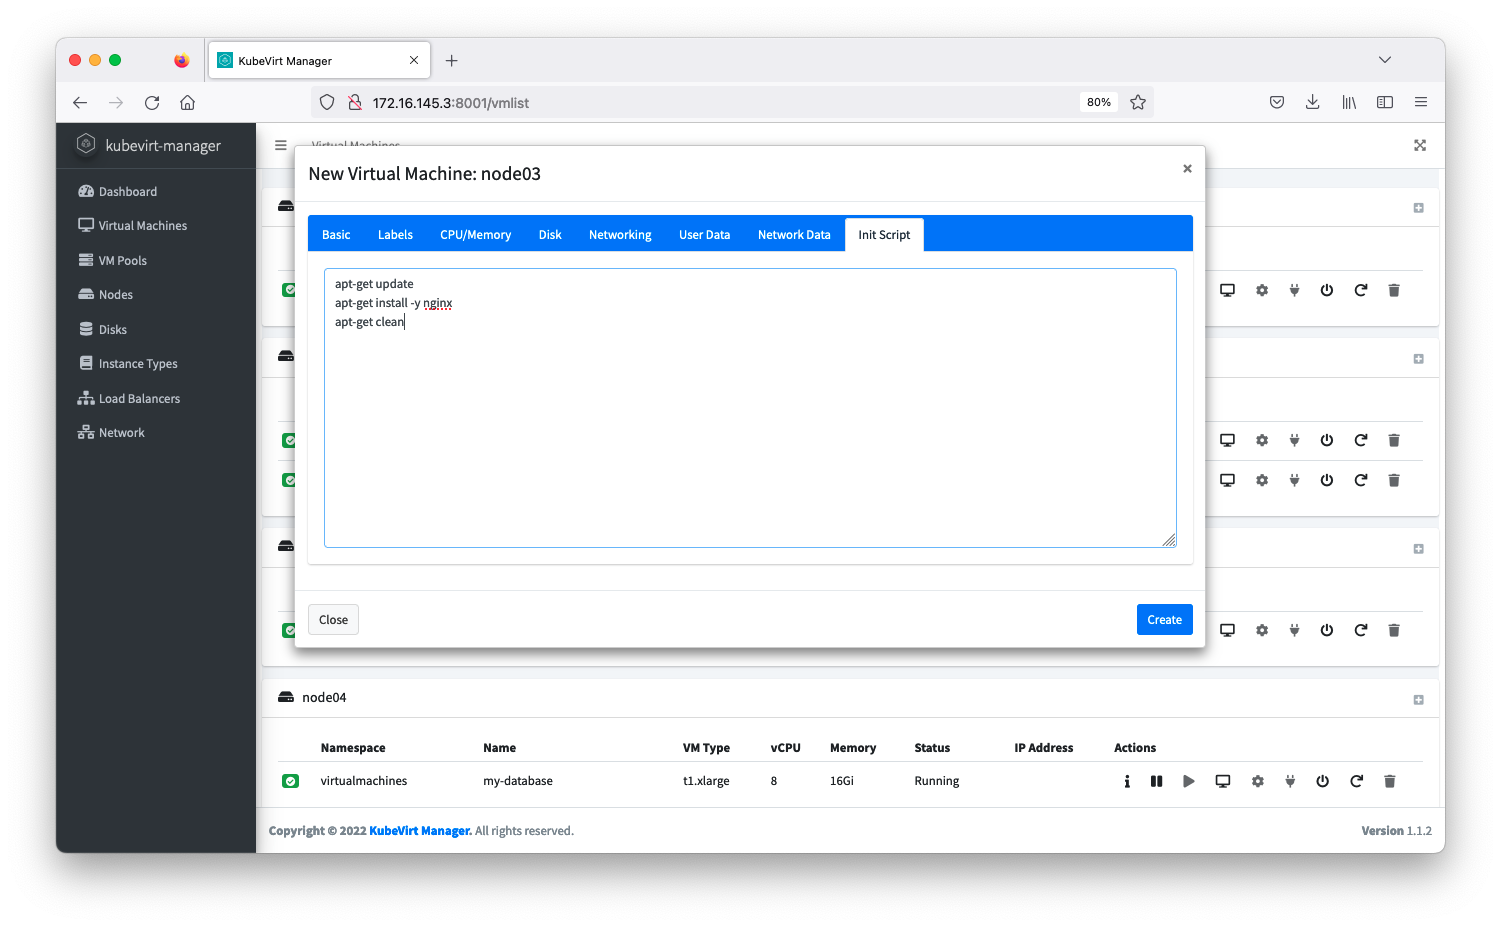 KubeVirt Manager
172.16.145.3:8001/vmlist
80%
kubevirt-manager
Virtual Machines
Dashboard
Virtual Machines
VM Pools
Nodes
Disks
Instance Types
Load Balancers
Network
New Virtual Machine: node03
×
Basic Labels CPU/Memory Disk Networking User Data Network Data Init Script
apt-get update
apt-get install -y nginx
apt-get clean
Close Create
node04
Namespace Name VM Type vCPU Memory Status IP Address Actions
virtualmachines my-database t1.xlarge 8 16Gi Running
Copyright © 2022 KubeVirt Manager. All rights reserved. Version 1.1.2